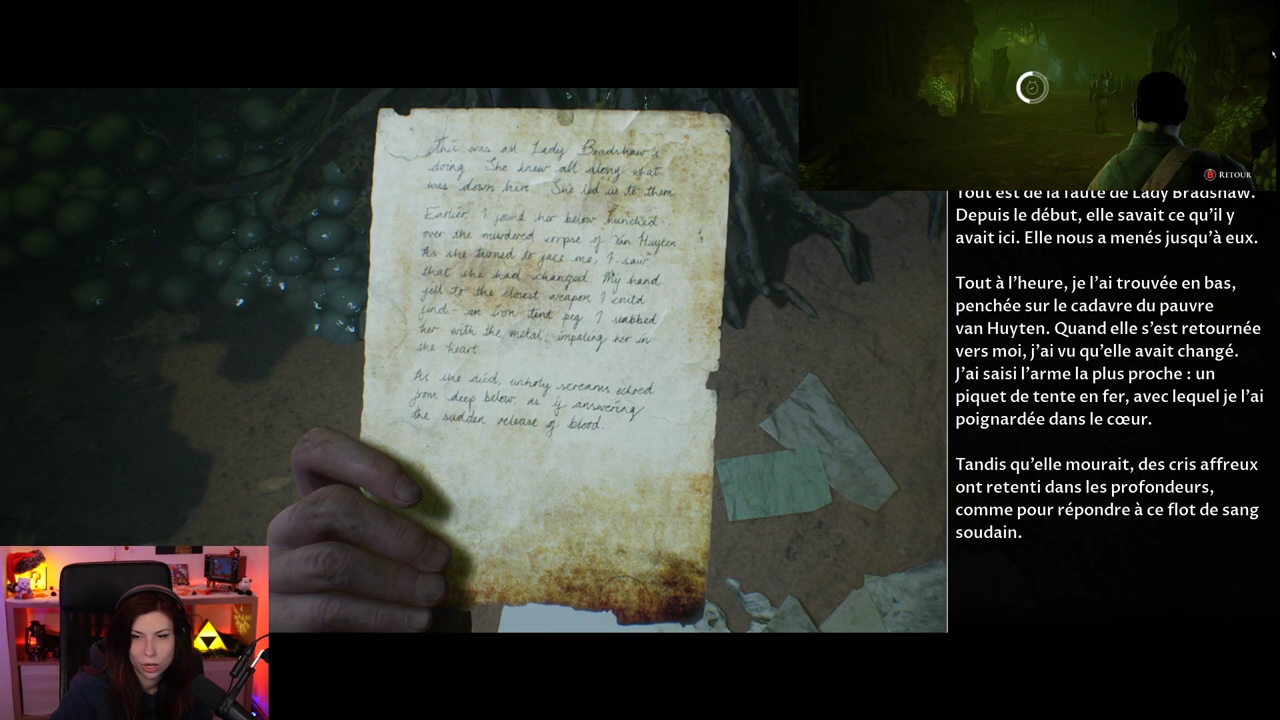 This was all Lady Bradshaw's
doing. She knew all along what
was down here. She led us to them
Earlier, I found her below, hunched
over the murdered corpse of Van Huyten
As she turned to face me, I saw
that she had changed. My hand
fell to the closest weapon I could
find - an iron tent peg. I stabbed
her with the metal, impaling her in
the heart
As she died, unholy screams echoed
from deep below, as if answering
the sudden release of blood.
B RETOUR
Tout est de la faute de Lady Bradshaw.
Depuis le début, elle savait ce qu'il y
avait ici. Elle nous a menés jusqu'à eux.
Tout à l'heure, je l'ai trouvée en bas,
penchée sur le cadavre du pauvre
van Huyten. Quand elle s'est retournée
vers moi, j'ai vu qu'elle avait changé.
J'ai saisi l'arme la plus proche : un
piquet de tente en fer, avec lequel je l'ai
poignardée dans le cœur.
Tandis qu'elle mourait, des cris affreux
ont retenti dans les profondeurs,
comme pour répondre à ce flot de sang
soudain.